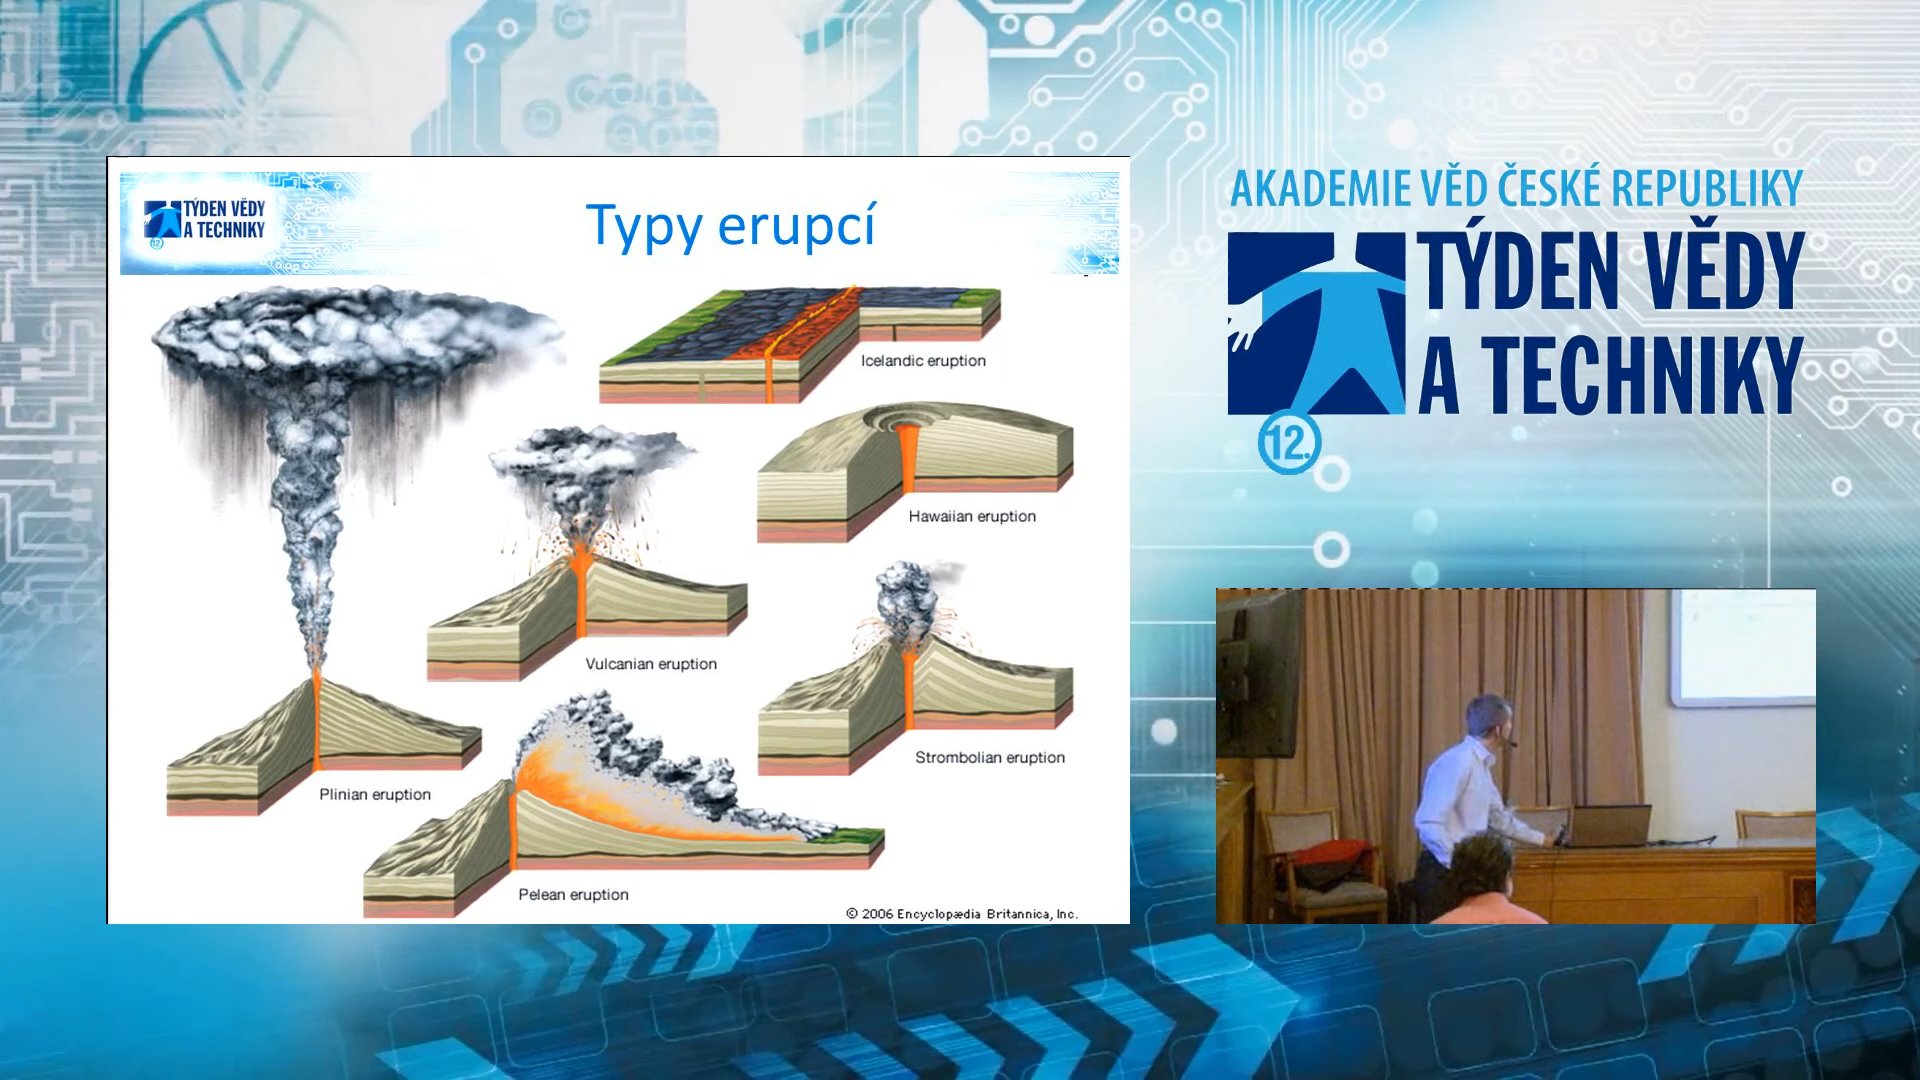 TÝDEN VĚDY
A TECHNIKY
12.
Typy erupcí
Icelandic eruption
Hawaiian eruption
Vulcanian eruption
Strombolian eruption
Plinian eruption
Pelean eruption
© 2006 Encyclopædia Britannica, Inc.
AKADEMIE VĚD ČESKÉ REPUBLIKY
TÝDEN VĚDY
A TECHNIKY
12.